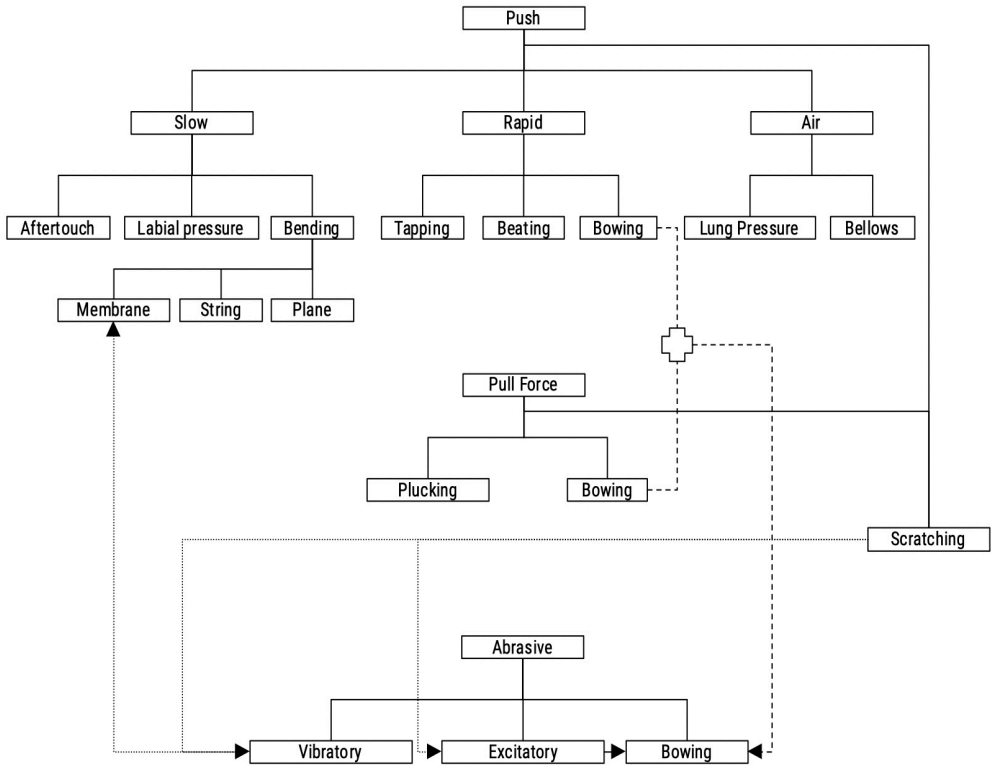 Push
Slow
Rapid
Air
Aftertouch
Labial pressure
Bending
Tapping
Beating
Bowing
Lung Pressure
Bellows
Membrane
String
Plane
Pull Force
Plucking
Bowing
Scratching
Abrasive
Vibratory
Excitatory
Bowing